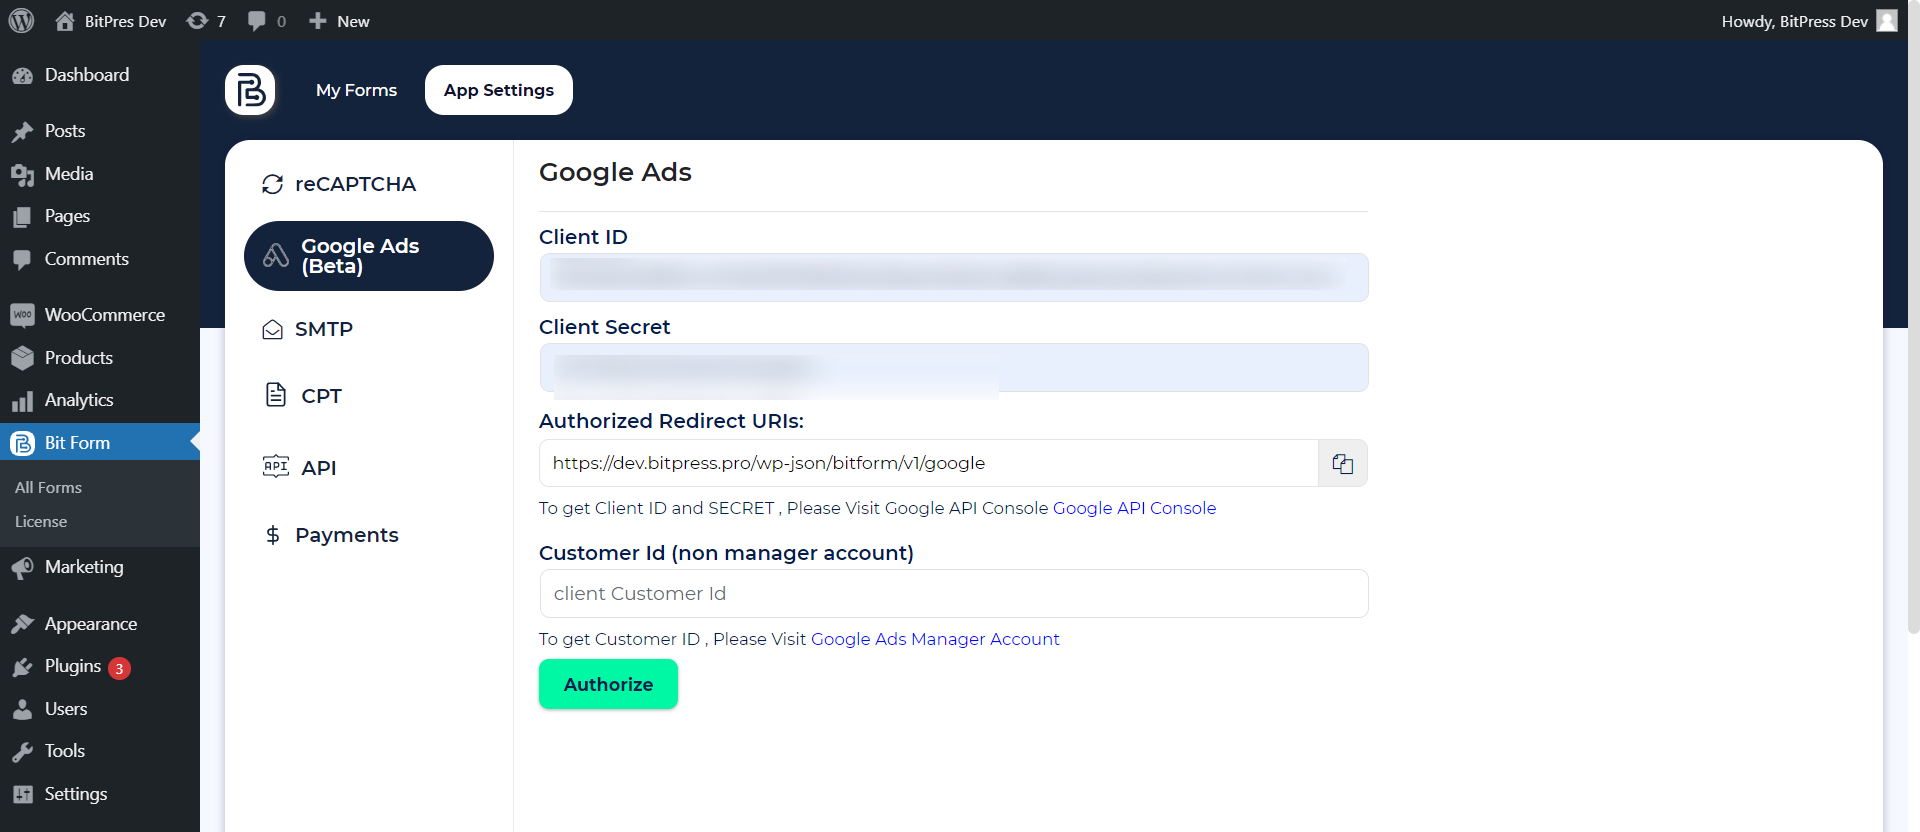 BitPres Dev
7
0
New
Howdy, BitPress Dev
Dashboard
Posts
Media
Pages
Comments
WooCommerce
Products
Analytics
Bit Form
All Forms
License
Marketing
Appearance
Plugins 3
Users
Tools
Settings
My Forms
App Settings
reCAPTCHA
Google Ads
(Beta)
SMTP
CPT
API
API
Payments
Google Ads
Client ID
Client Secret
Authorized Redirect URIs:
https://dev.bitpress.pro/wp-json/bitform/v1/google
To get Client ID and SECRET , Please Visit Google API Console Google API Console
Customer Id (non manager account)
client Customer Id
To get Customer ID , Please Visit Google Ads Manager Account
Authorize